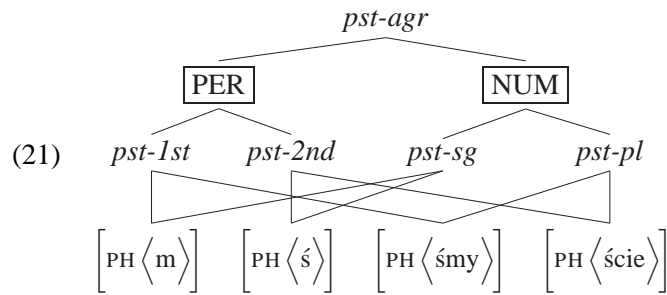 pst-agr
PER NUM
(21) pst-1st pst-2nd pst-sg pst-pl
[PH ⟨m⟩] [PH ⟨ś⟩] [PH ⟨śmy⟩] [PH ⟨ście⟩]